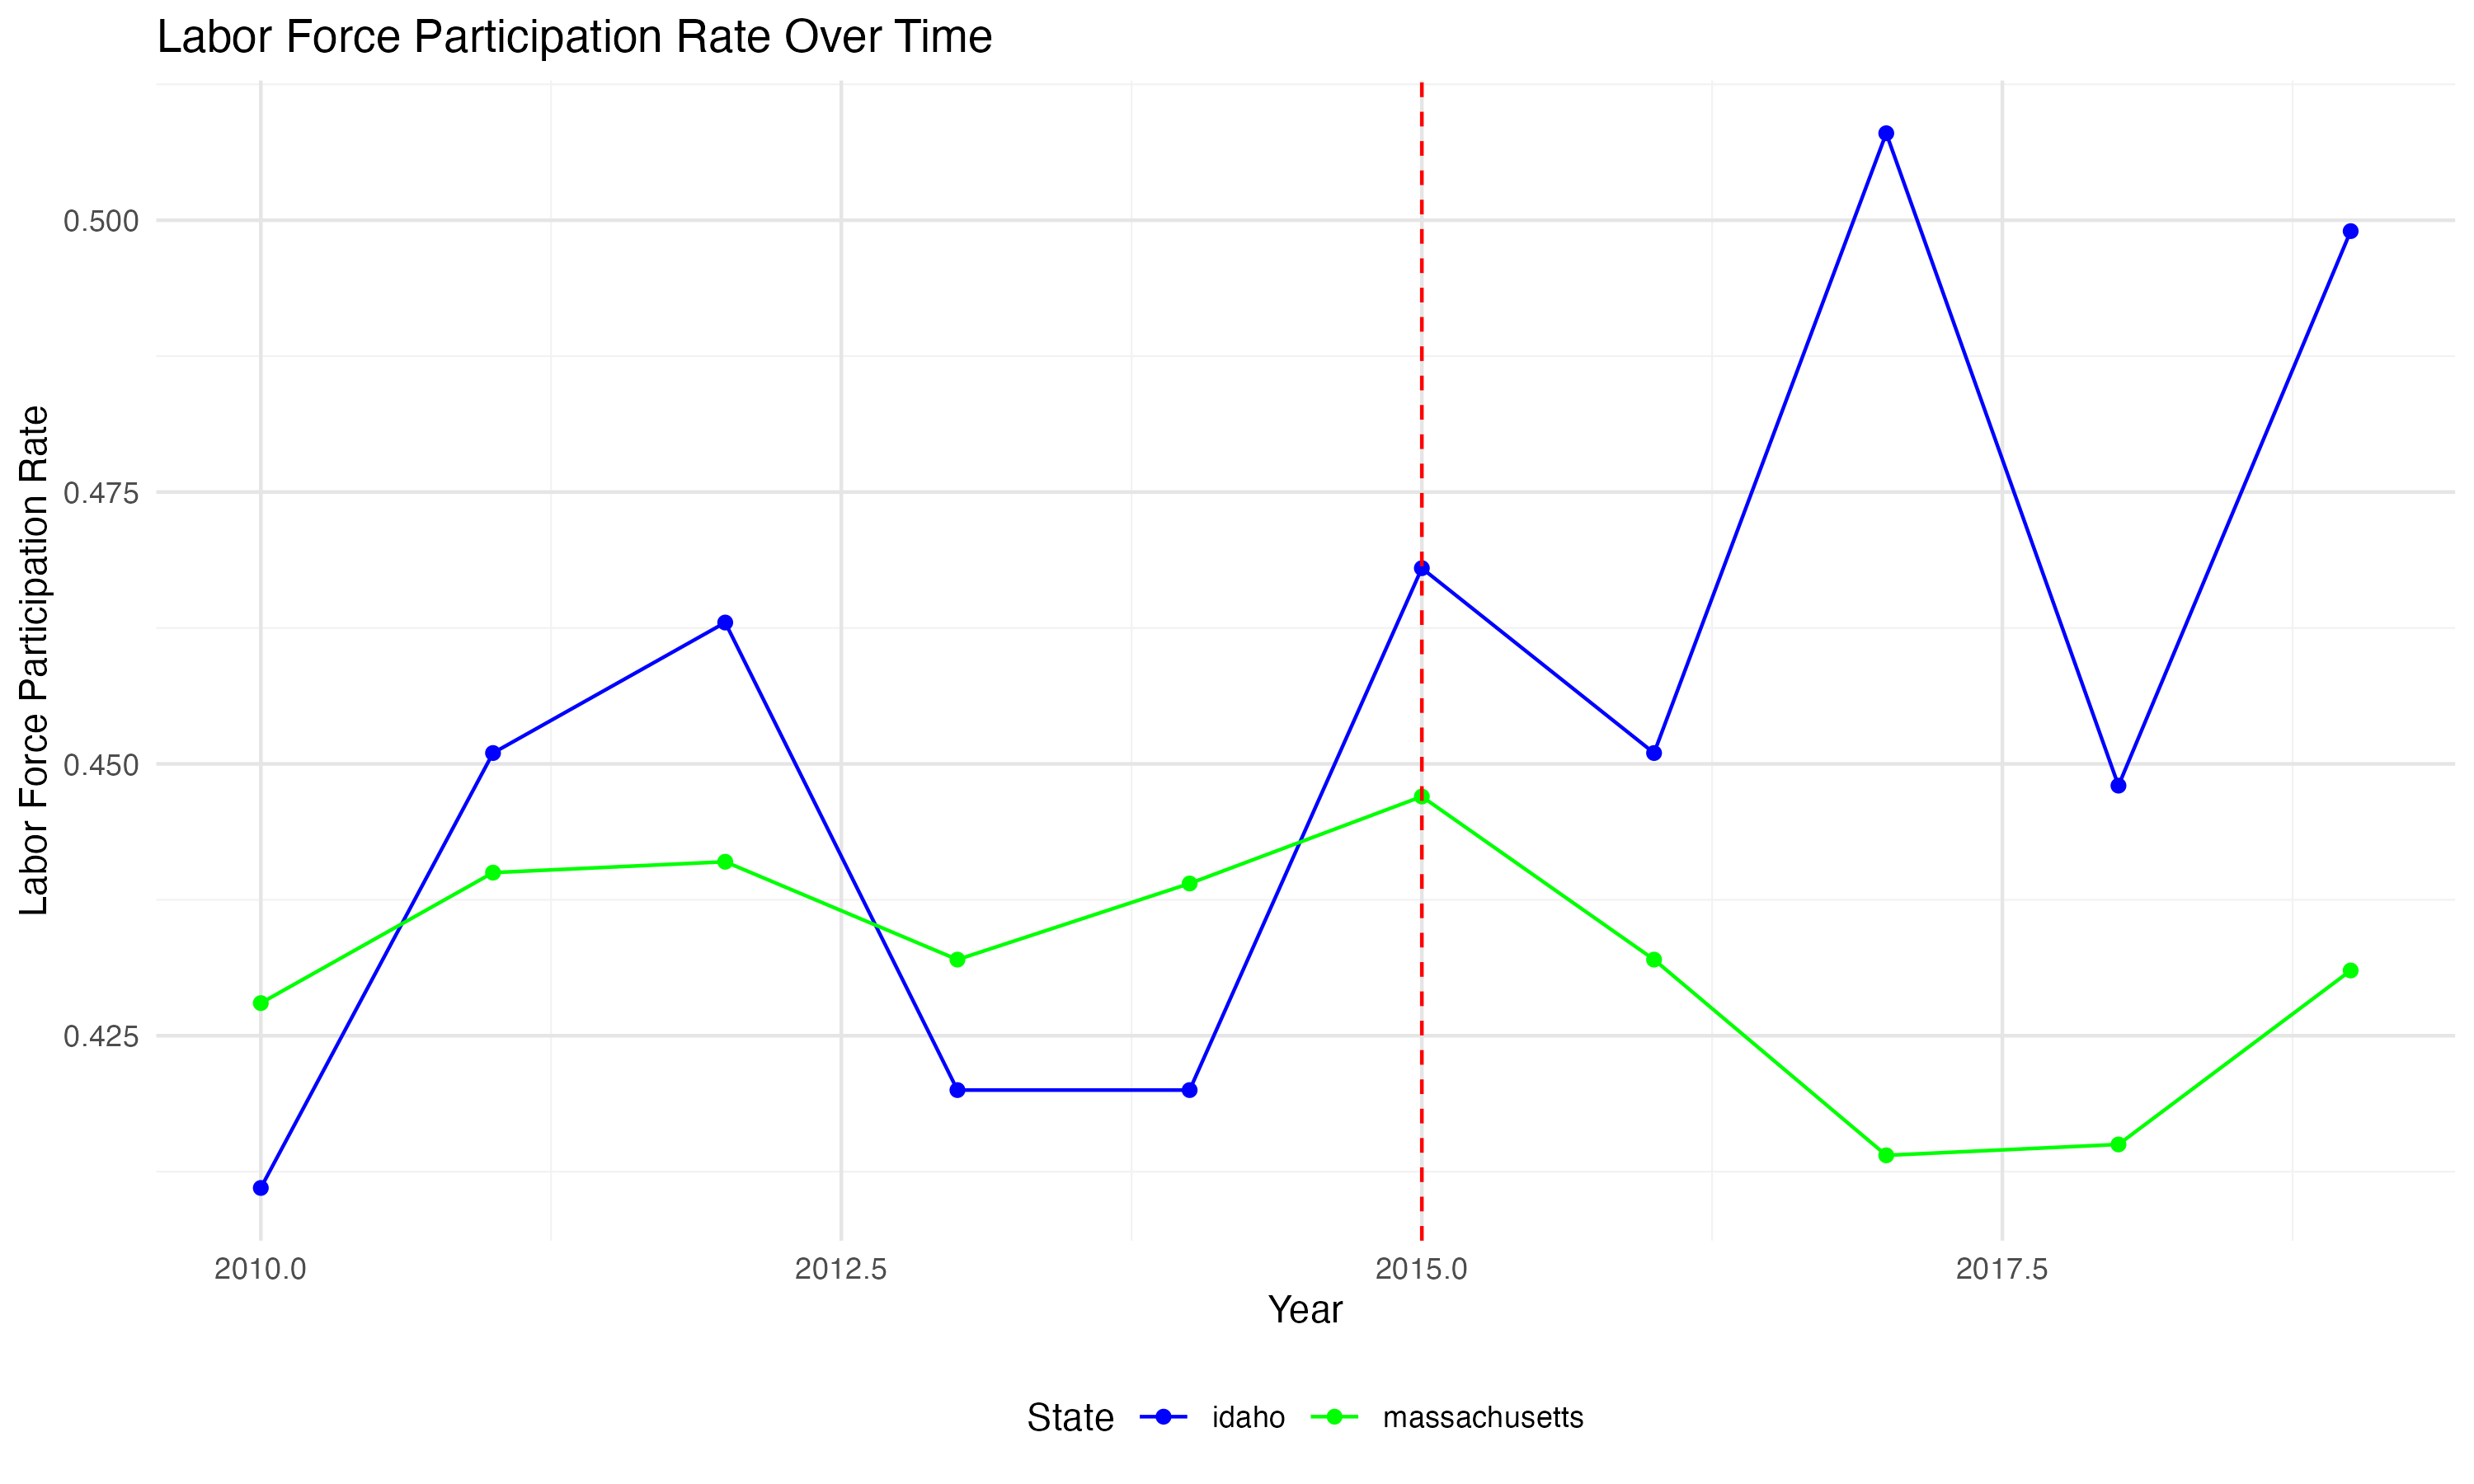 Labor Force Participation Rate Over Time
Labor Force Participation Rate
0.500
0.475
0.450
0.425
2010.0 2012.5 2015.0 2017.5
Year
State idaho massachusetts